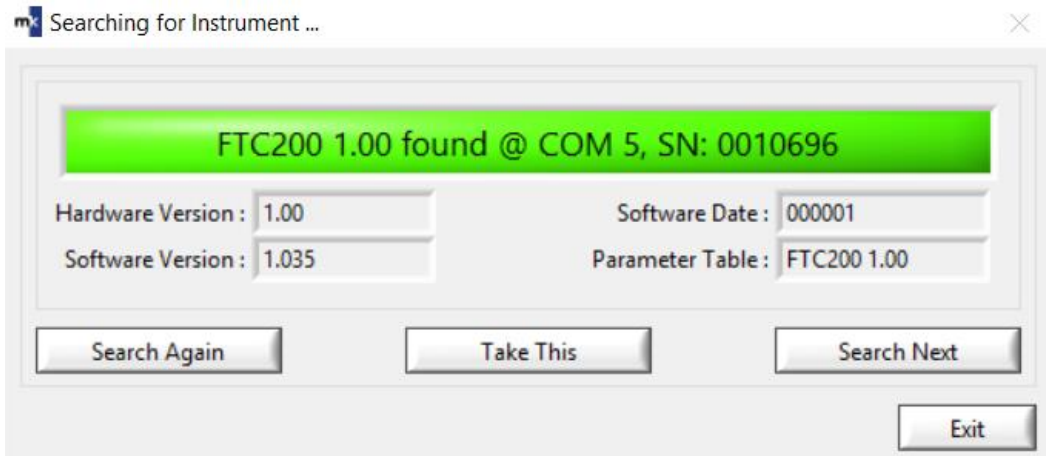 mx Searching for Instrument ...
FTC200 1.00 found @ COM 5, SN: 0010696
Hardware Version : 1.00 Software Date : 000001
Software Version : 1.035 Parameter Table : FTC200 1.00
Search Again Take This Search Next
Exit